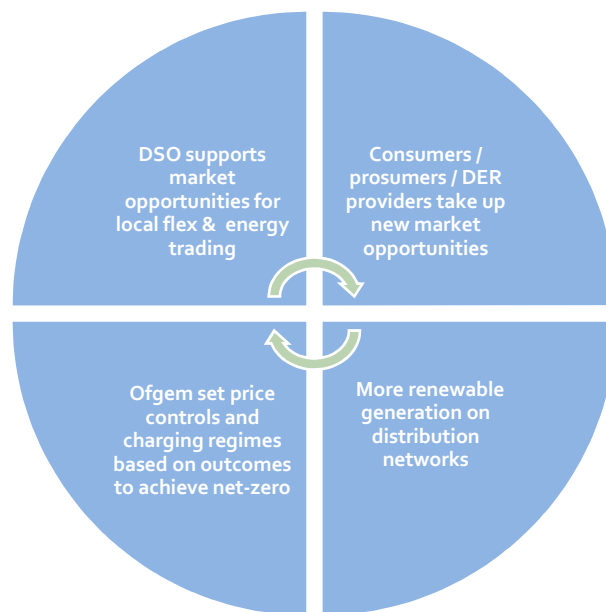 DSO supports
market
opportunities for
local flex & energy
trading
Consumers /
prosumers / DER
providers take up
new market
opportunities
Ofgem set price
controls and
charging regimes
based on outcomes
to achieve net-zero
More renewable
generation on
distribution
networks